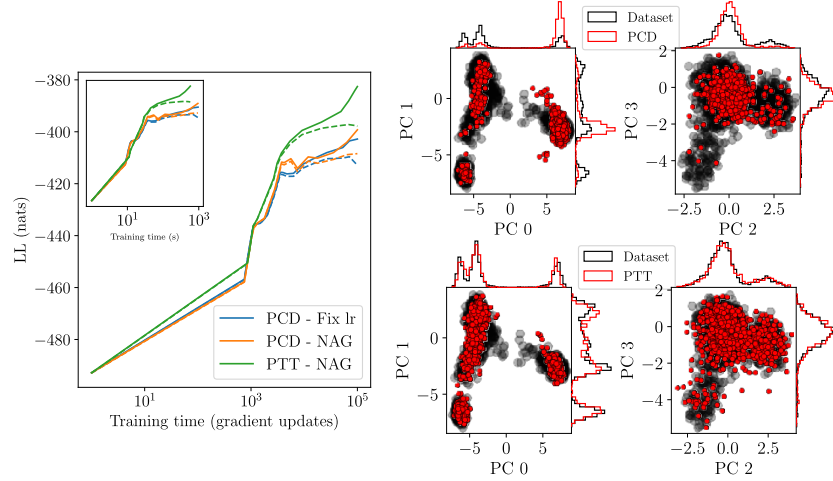 −380
−400
−420
−440
−460
−480
LL (nats)
10^1
10^3
Training time (s)
PCD - Fix lr
PCD - NAG
PTT - NAG
10^1
10^3
10^5
Training time (gradient updates)
Dataset
PCD
0
−5
PC 1
−5
0
5
PC 0
2
0
−2
−4
PC 3
−2.5
0.0
2.5
PC 2
Dataset
PTT
0
−5
PC 1
−5
0
5
PC 0
2
0
−2
−4
PC 3
−2.5
0.0
2.5
PC 2